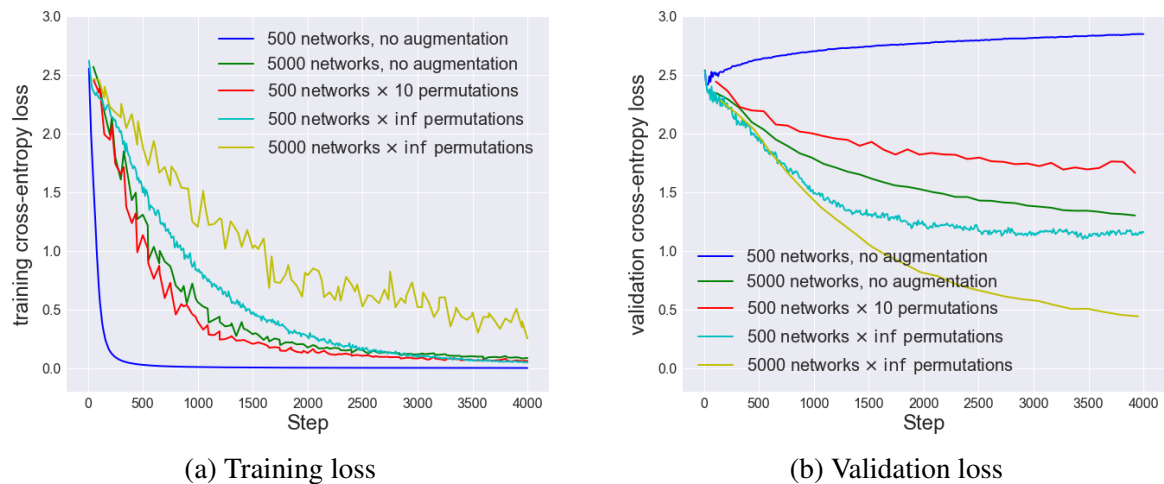 3.0
2.5
2.0
1.5
1.0
0.5
0.0
training cross-entropy loss
500 networks, no augmentation
5000 networks, no augmentation
500 networks × 10 permutations
500 networks × inf permutations
5000 networks × inf permutations
0 500 1000 1500 2000 2500 3000 3500 4000
Step
(a) Training loss
3.0
2.5
2.0
1.5
1.0
0.5
0.0
validation cross-entropy loss
500 networks, no augmentation
5000 networks, no augmentation
500 networks × 10 permutations
500 networks × inf permutations
5000 networks × inf permutations
0 500 1000 1500 2000 2500 3000 3500 4000
Step
(b) Validation loss